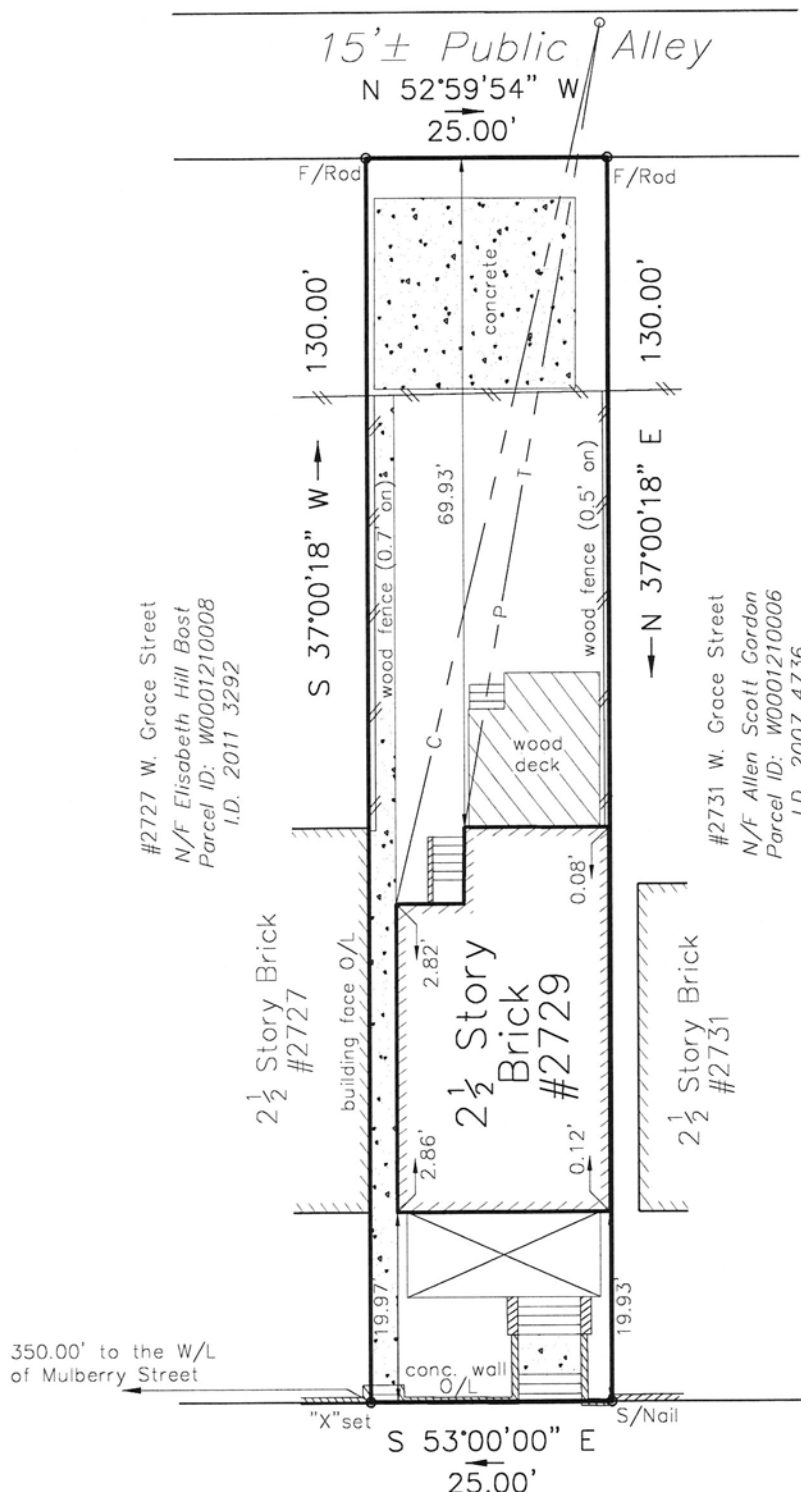 15'± Public Alley
N 52°59'54" W
25.00'
F/Rod
F/Rod
130.00'
concrete
130.00'
S 37°00'18" W
wood fence (0.7' on)
69.93'
T
P
C
wood fence (0.5' on)
N 37°00'18" E
#2727 W. Grace Street
N/F Elisabeth Hill Bost
Parcel ID: W0001210008
I.D. 2011 3292
#2731 W. Grace Street
N/F Allen Scott Gordon
Parcel ID: W0001210006
I.D. 2007 4736
wood
deck
0.08'
2.82'
2½ Story Brick
#2727
building face O/L
2½ Story
Brick
#2729
2½ Story Brick
#2731
2.86'
0.12'
19.97'
19.93'
350.00' to the W/L
of Mulberry Street
conc. wall
O/L
"X"set
S/Nail
S 53°00'00" E
25.00'